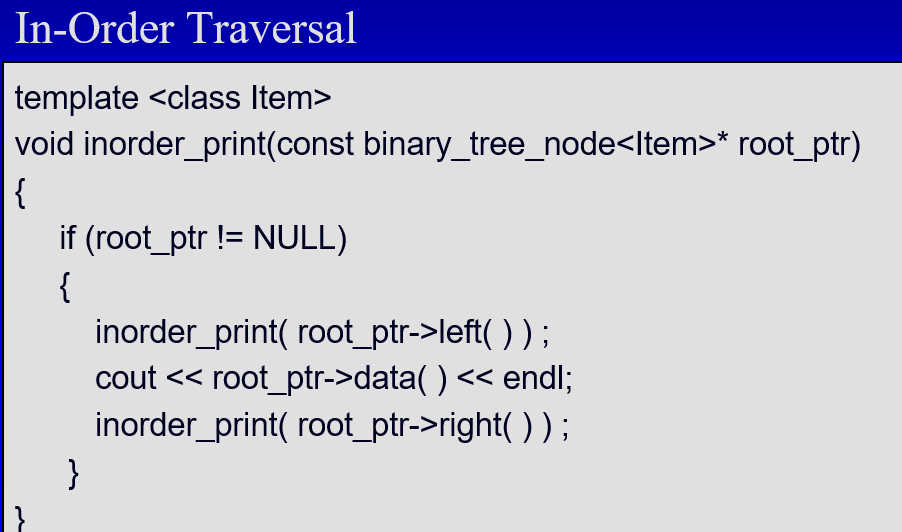 In-Order Traversal
template <class Item>
void inorder_print(const binary_tree_node<Item>* root_ptr)
{
if (root_ptr != NULL)
{
inorder_print( root_ptr->left( ) ) ;
cout << root_ptr->data( ) << endl;
inorder_print( root_ptr->right( ) ) ;
}
}